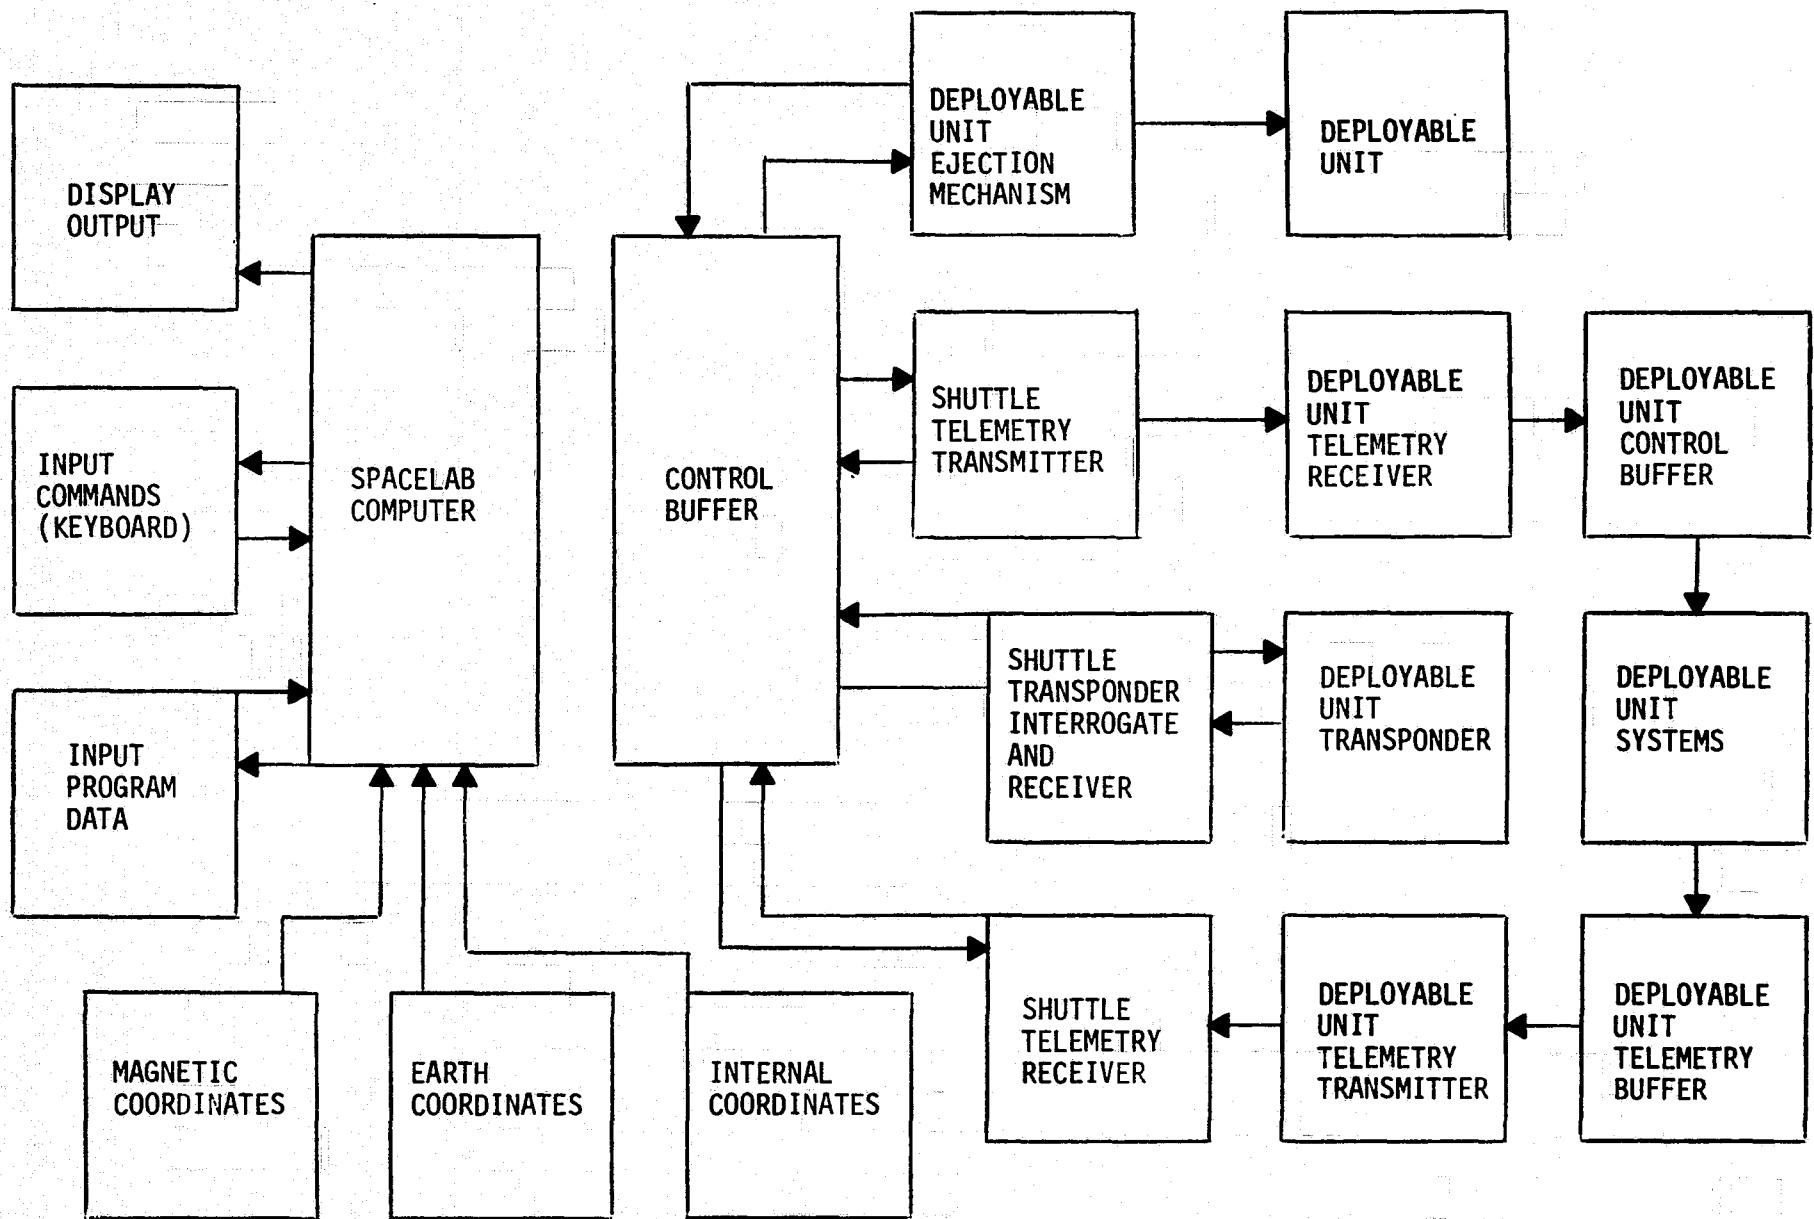 DISPLAY
OUTPUT
INPUT
COMMANDS
(KEYBOARD)
INPUT
PROGRAM
DATA
SPACELAB
COMPUTER
MAGNETIC
COORDINATES
EARTH
COORDINATES
INTERNAL
COORDINATES
CONTROL
BUFFER
DEPLOYABLE
UNIT
EJECTION
MECHANISM
DEPLOYABLE
UNIT
SHUTTLE
TELEMETRY
TRANSMITTER
DEPLOYABLE
UNIT
TELEMETRY
RECEIVER
DEPLOYABLE
UNIT
CONTROL
BUFFER
SHUTTLE
TRANSPONDER
INTERROGATE
AND
RECEIVER
DEPLOYABLE
UNIT
TRANSPONDER
DEPLOYABLE
UNIT
SYSTEMS
SHUTTLE
TELEMETRY
RECEIVER
DEPLOYABLE
UNIT
TELEMETRY
TRANSMITTER
DEPLOYABLE
UNIT
TELEMETRY
BUFFER